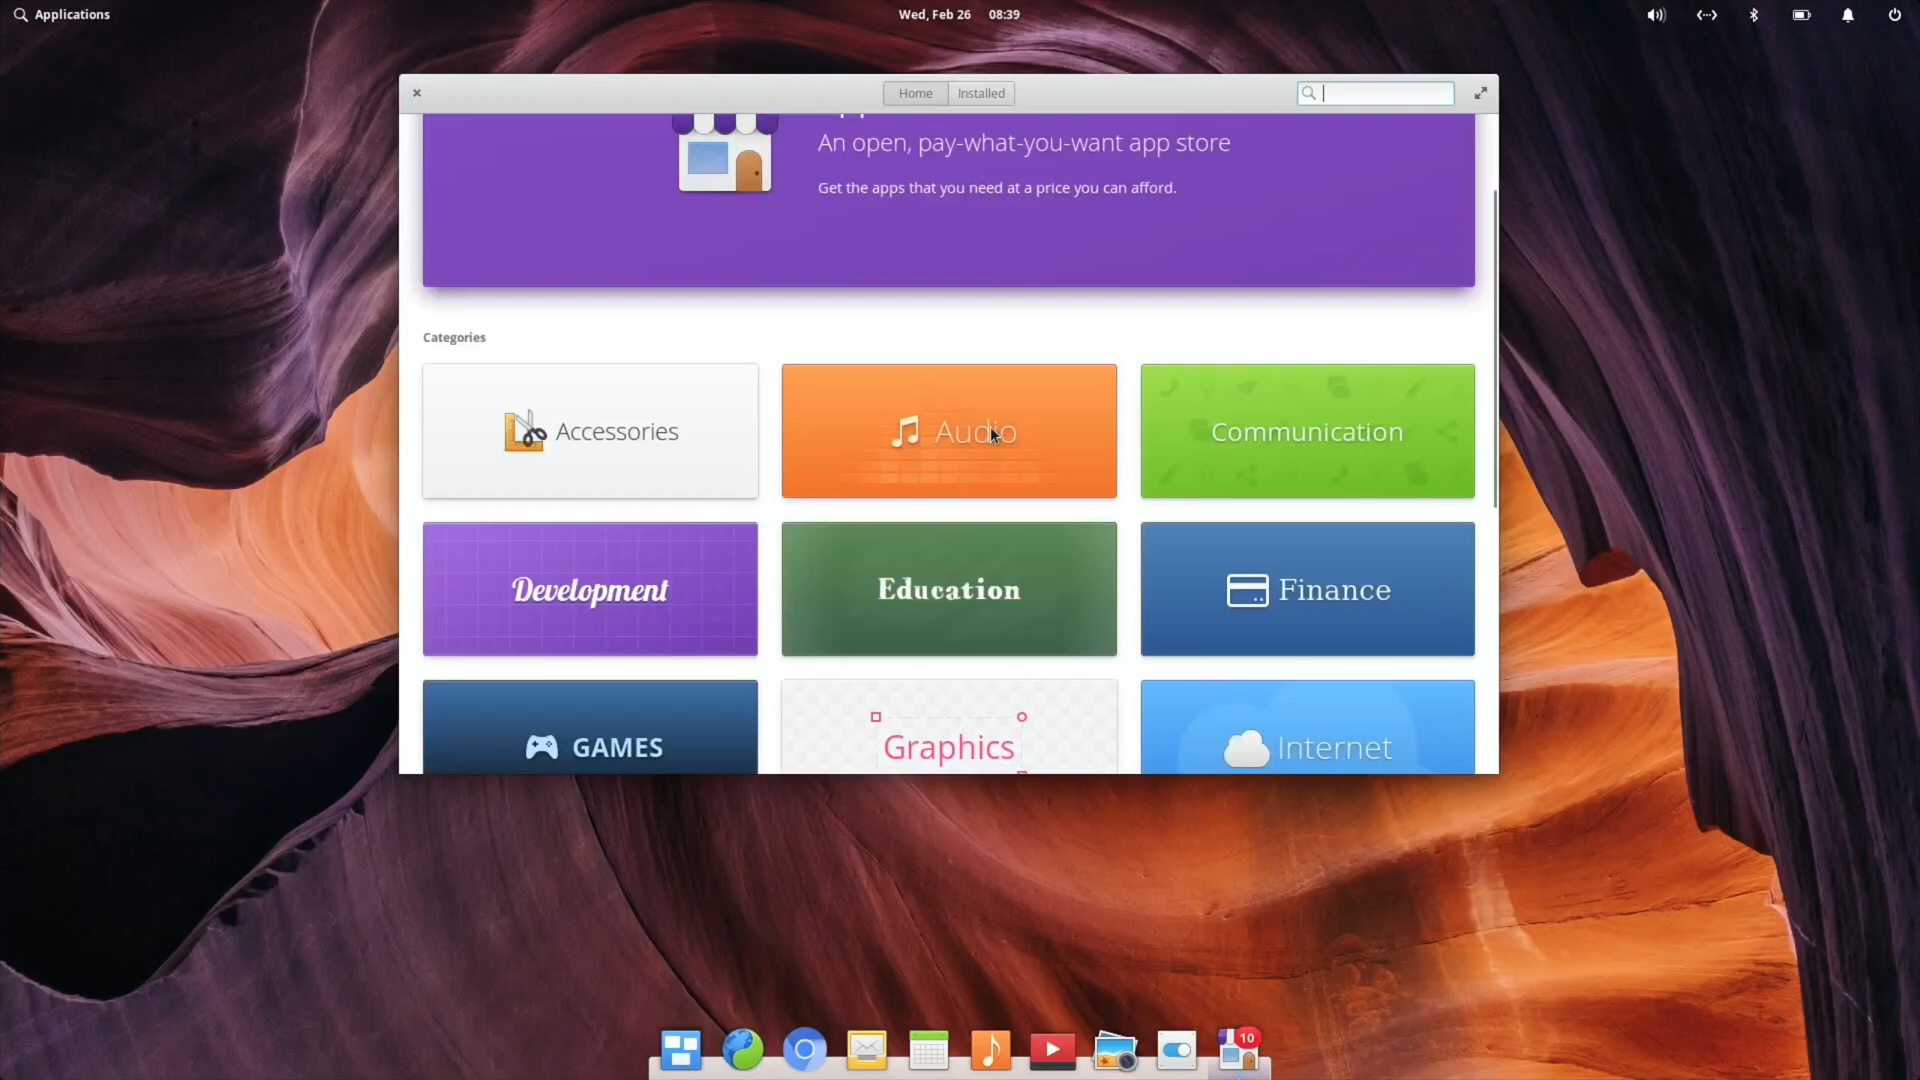 Applications
Wed, Feb 26 08:39
Home
Installed
An open, pay-what-you-want app store
Get the apps that you need at a price you can afford.
Categories
Accessories
Audio
Communication
Development
Education
Finance
GAMES
Graphics
Internet
10